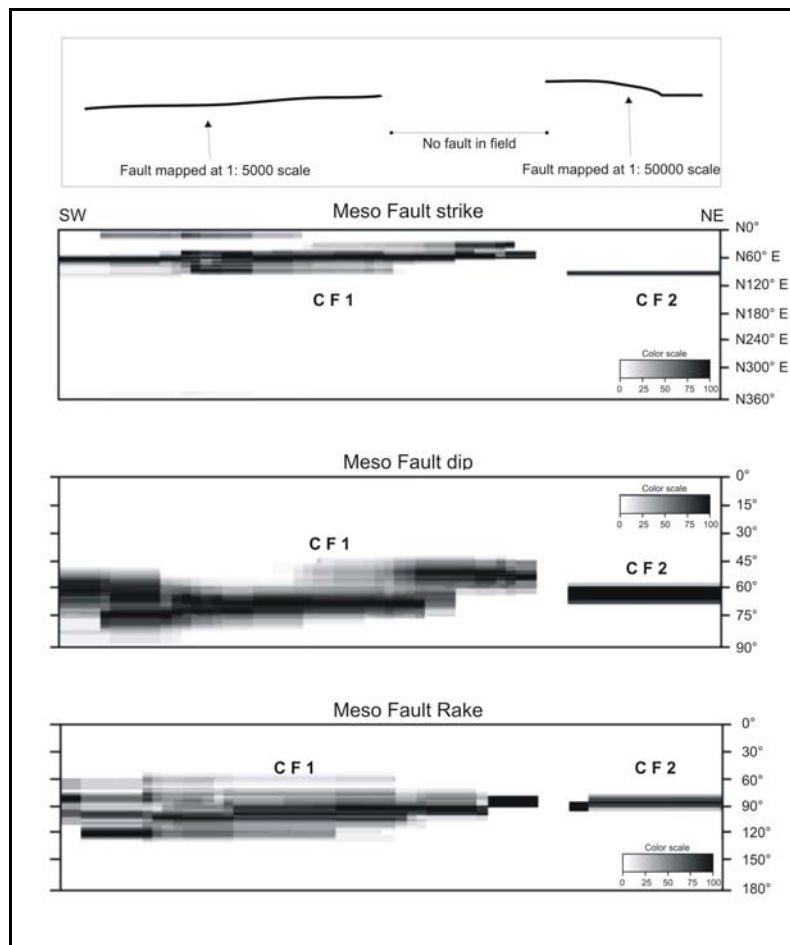 No fault in field
Fault mapped at 1: 5000 scale
Fault mapped at 1: 50000 scale
SW
Meso Fault strike
NE
N0°
N60° E
N120° E
N180° E
N240° E
N300° E
N360°
C F 1
C F 2
Color scale
0 25 50 75 100
Meso Fault dip
0°
15°
30°
45°
60°
75°
90°
Color scale
0 25 50 75 100
C F 1
C F 2
Meso Fault Rake
0°
30°
60°
90°
120°
150°
180°
C F 1
C F 2
Color scale
0 25 50 75 100